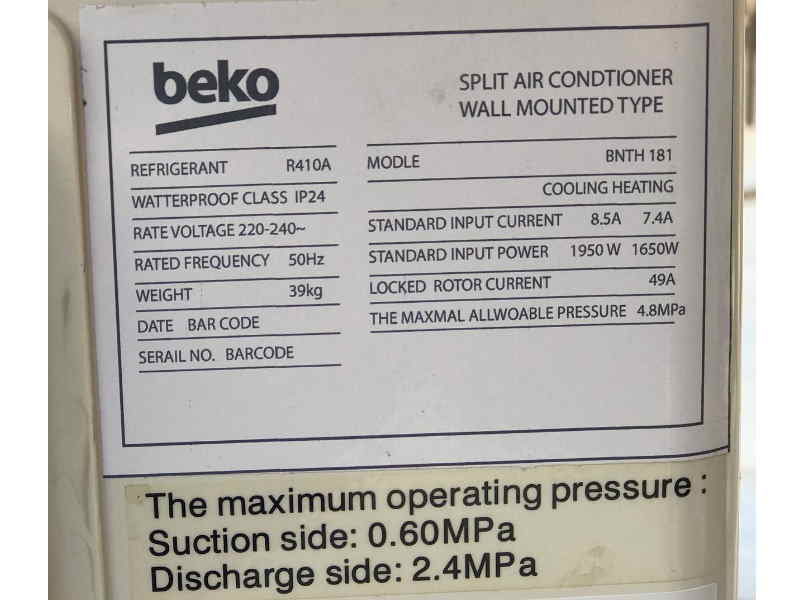 beko
SPLIT AIR CONDTIONER
WALL MOUNTED TYPE
REFRIGERANT R410A
WATTERPROOF CLASS IP24
RATE VOLTAGE 220-240~
RATED FREQUENCY 50Hz
WEIGHT 39kg
DATE BAR CODE
SERAIL NO. BARCODE
MODLE BNTH 181
COOLING HEATING
STANDARD INPUT CURRENT 8.5A 7.4A
STANDARD INPUT POWER 1950 W 1650W
LOCKED ROTOR CURRENT 49A
THE MAXMAL ALLWOABLE PRESSURE 4.8MPa
The maximum operating pressure :
Suction side: 0.60MPa
Discharge side: 2.4MPa